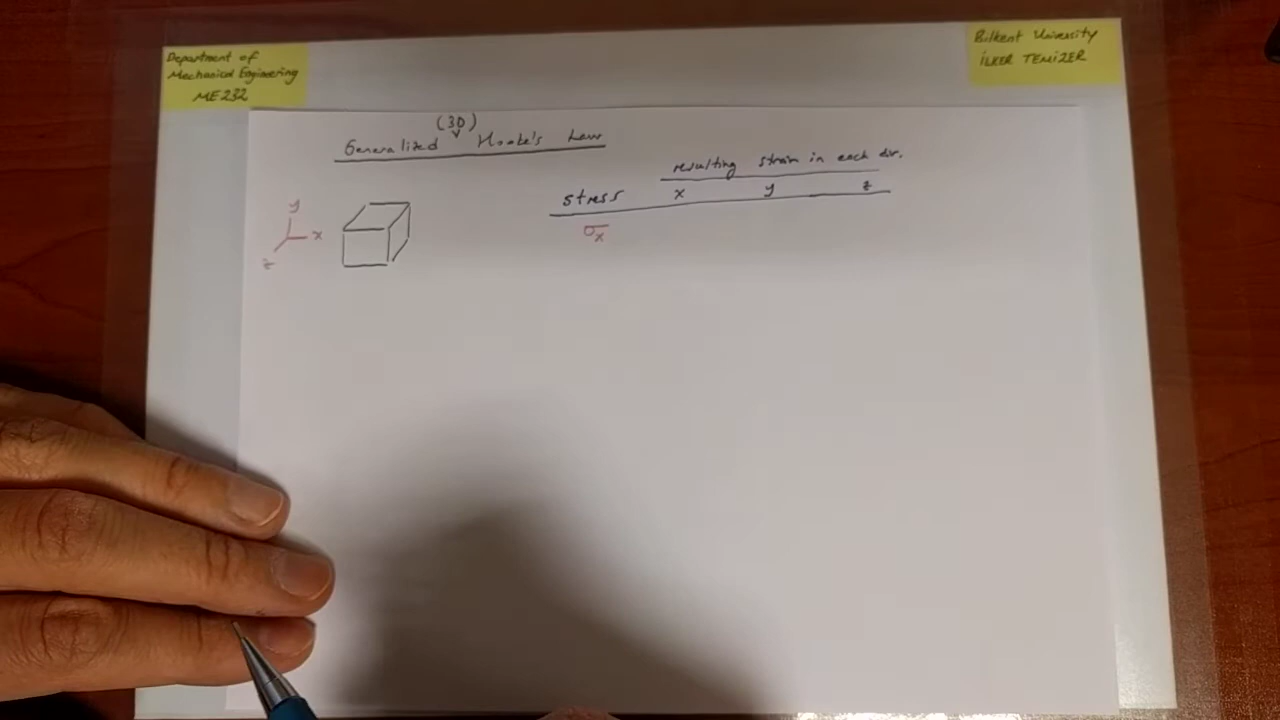 Department of
Mechanical Engineering
ME232
Bilkent University
İLKER TEMİZER
(3D)
Generalized Hooke's Law
resulting strain in each dir.
stress x y z
σx
y
x
z